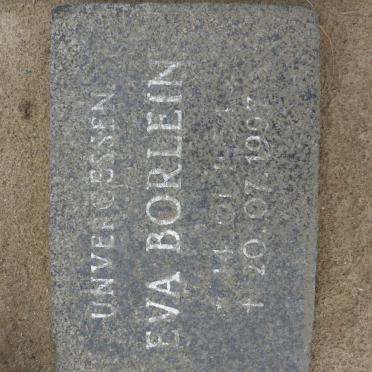 UNVERGESSEN
EVA BORLEIN
* 14.01.
† 20.07.1997